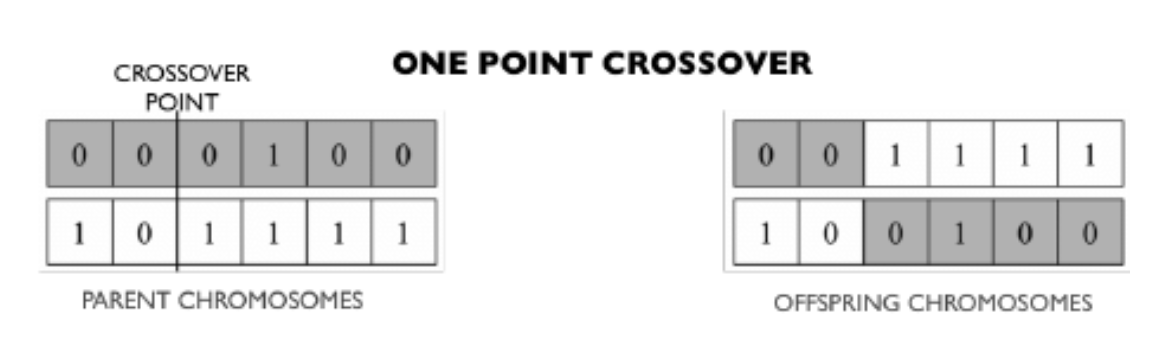 ONE POINT CROSSOVER
CROSSOVER
POINT
0 0 0 1 0 0
1 0 1 1 1 1
PARENT CHROMOSOMES
0 0 1 1 1 1
1 0 0 1 0 0
OFFSPRING CHROMOSOMES